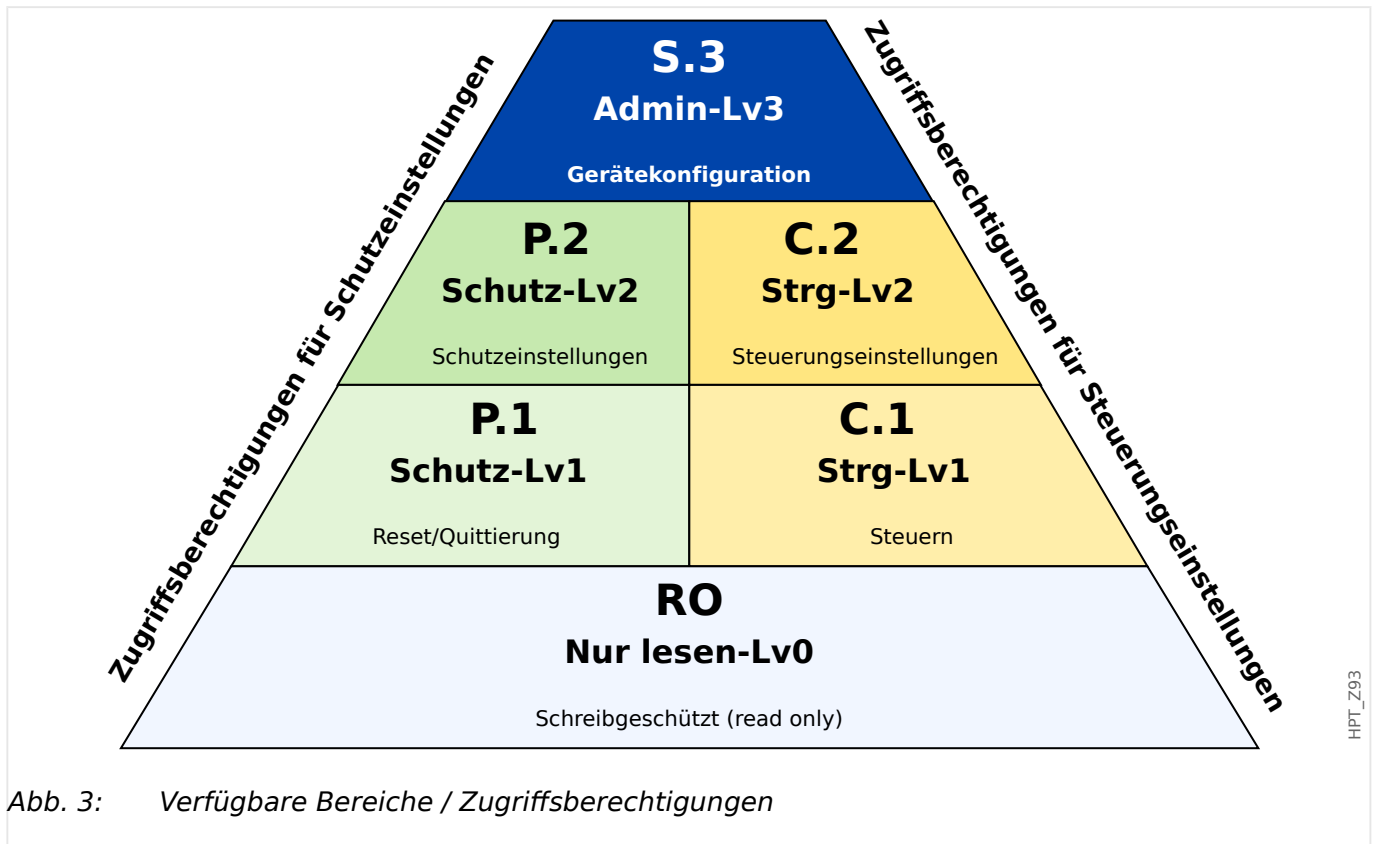 Zugriffsberechtigungen für Schutzeinstellungen
Zugriffsberechtigungen für Steuerungseinstellungen
S.3
Admin-Lv3
Gerätekonfiguration
P.2
Schutz-Lv2
Schutzeinstellungen
C.2
Strg-Lv2
Steuerungseinstellungen
P.1
Schutz-Lv1
Reset/Quittierung
C.1
Strg-Lv1
Steuern
RO
Nur lesen-Lv0
Schreibgeschützt (read only)
HPT_Z93
Abb. 3: Verfügbare Bereiche / Zugriffsberechtigungen